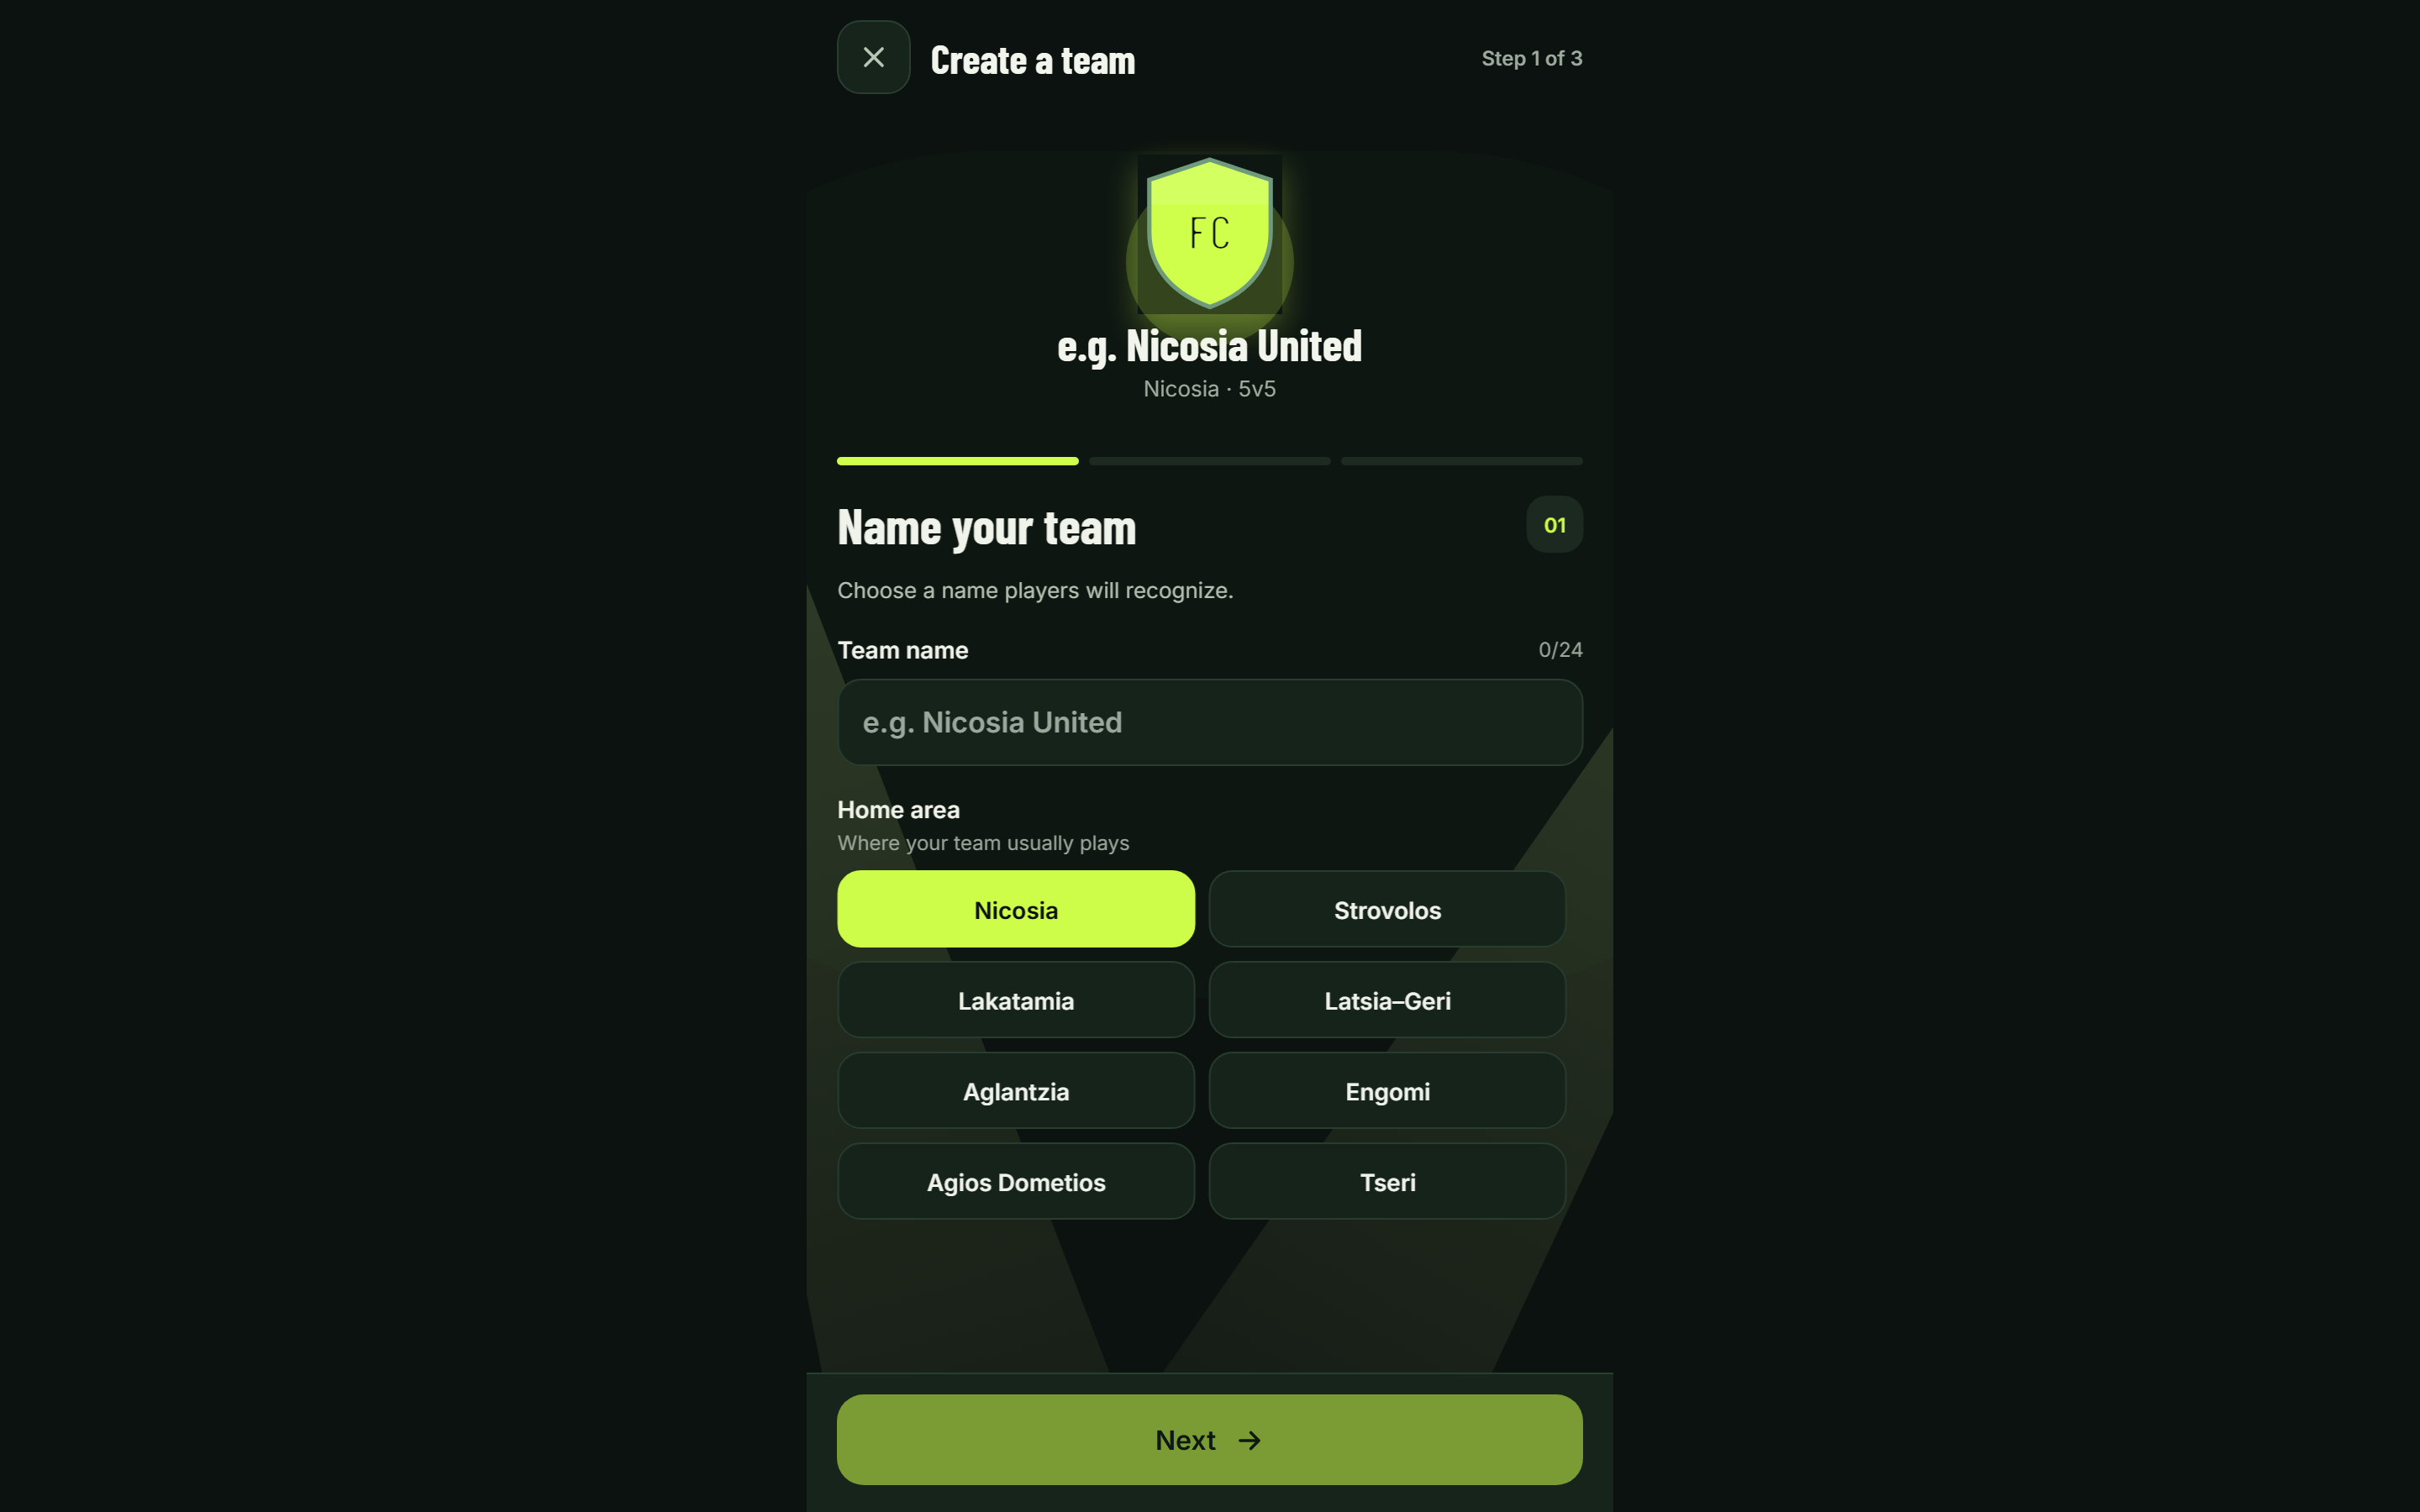 Create a team
Step 1 of 3
FC
e.g. Nicosia United
Nicosia · 5v5
Name your team
01
Choose a name players will recognize.
Team name
0/24
e.g. Nicosia United
Home area
Where your team usually plays
Nicosia
Strovolos
Lakatamia
Latsia–Geri
Aglantzia
Engomi
Agios Dometios
Tseri
Next →